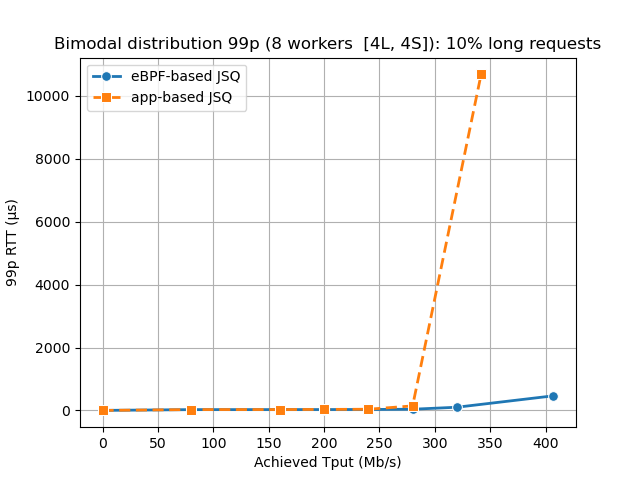 Bimodal distribution 99p (8 workers  [4L, 4S]): 10% long requests
eBPF-based JSQ
app-based JSQ
10000
8000
6000
4000
2000
0
99p RTT (μs)
0 50 100 150 200 250 300 350 400
Achieved Tput (Mb/s)